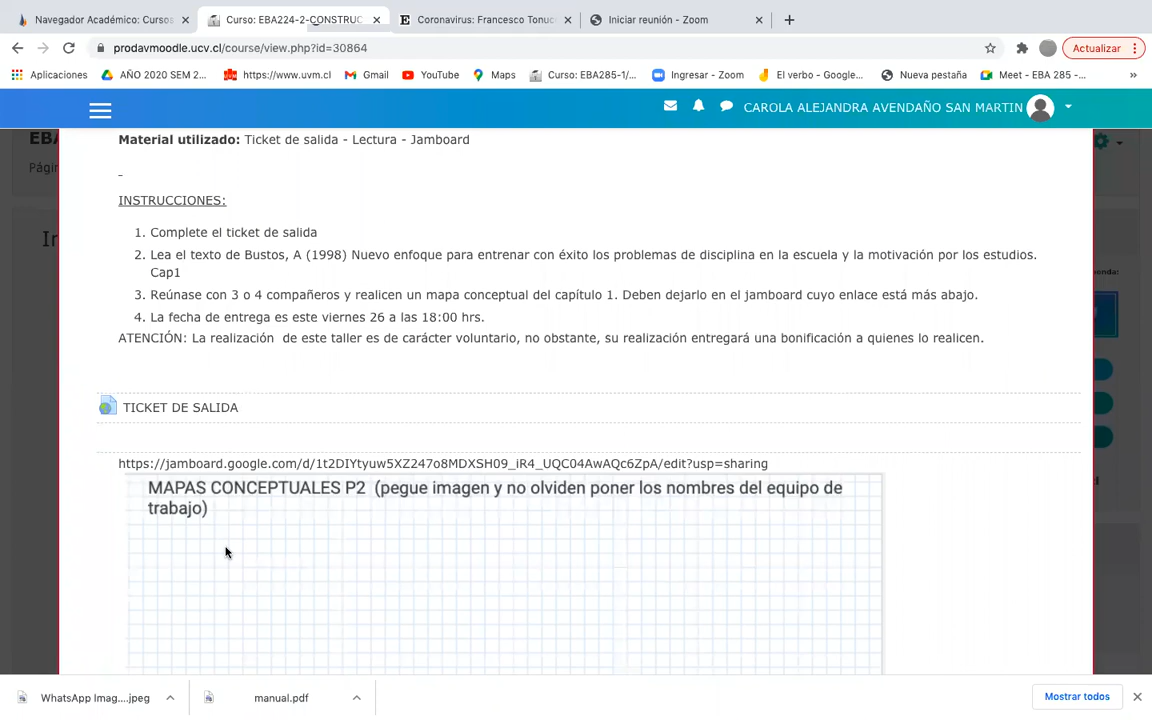 Navegador Académico: Cursos
Curso: EBA224-2-CONSTRUC
Coronavirus: Francesco Tonuc
Iniciar reunión - Zoom
prodavmoodle.ucv.cl/course/view.php?id=30864
Actualizar
Aplicaciones
AÑO 2020 SEM 2...
https://www.uvm.cl
Gmail
YouTube
Maps
Curso: EBA285-1/...
Ingresar - Zoom
El verbo - Google...
Nueva pestaña
Meet - EBA 285 -...
»
CAROLA ALEJANDRA AVENDAÑO SAN MARTIN
EBA
Págin
In
Material utilizado: Ticket de salida - Lectura - Jamboard
-
INSTRUCCIONES:
1. Complete el ticket de salida
2. Lea el texto de Bustos, A (1998) Nuevo enfoque para entrenar con éxito los problemas de disciplina en la escuela y la motivación por los estudios.
Cap1
3. Reúnase con 3 o 4 compañeros y realicen un mapa conceptual del capítulo 1. Deben dejarlo en el jamboard cuyo enlace está más abajo.
4. La fecha de entrega es este viernes 26 a las 18:00 hrs.
ATENCIÓN: La realización  de este taller es de carácter voluntario, no obstante, su realización entregará una bonificación a quienes lo realicen.
enda:
TICKET DE SALIDA
https://jamboard.google.com/d/1t2DIYtyuw5XZ247o8MDXSH09_iR4_UQC04AwAQc6ZpA/edit?usp=sharing
MAPAS CONCEPTUALES P2  (pegue imagen y no olviden poner los nombres del equipo de
trabajo)
WhatsApp Imag....jpeg
manual.pdf
Mostrar todos